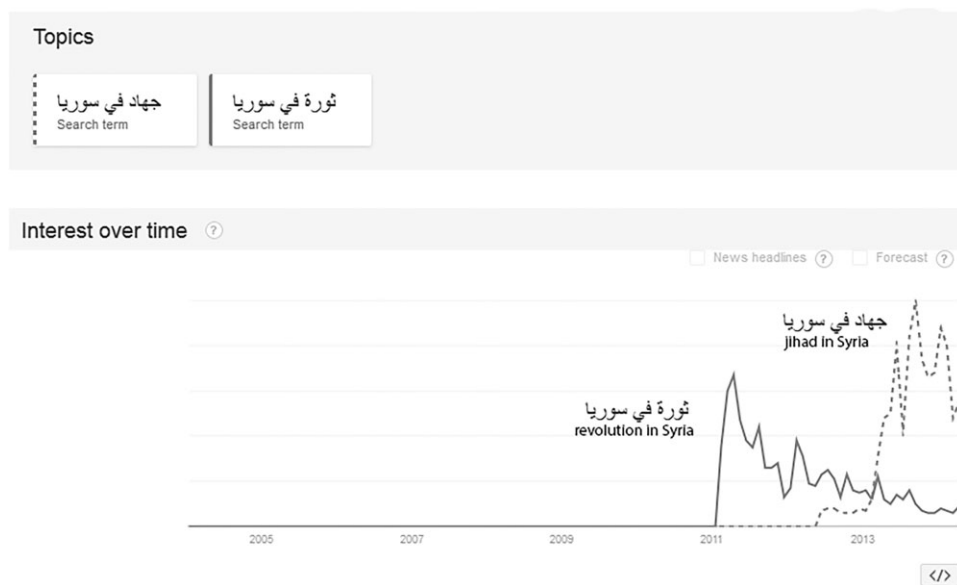 Topics
جهاد في سوريا
Search term
ثورة في سوريا
Search term
Interest over time ?
News headlines ? Forecast ?
جهاد في سوريا
jihad in Syria
ثورة في سوريا
revolution in Syria
2005 2007 2009 2011 2013
</>